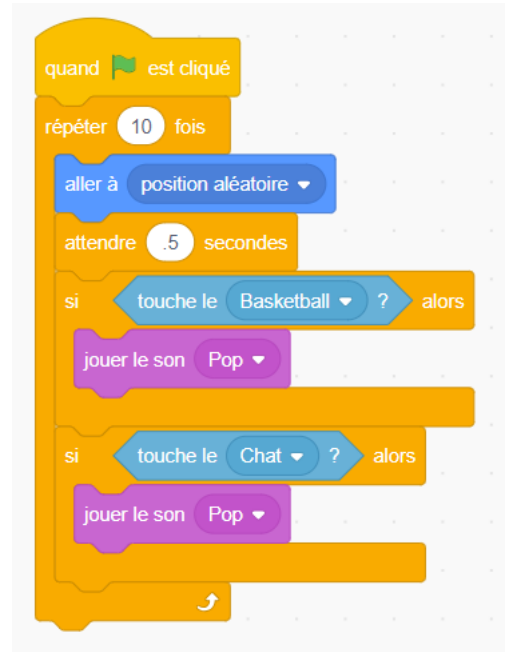 quand est cliqué
répéter 10 fois
aller à position aléatoire
attendre .5 secondes
si touche le Basketball ? alors
jouer le son Pop
si touche le Chat ? alors
jouer le son Pop